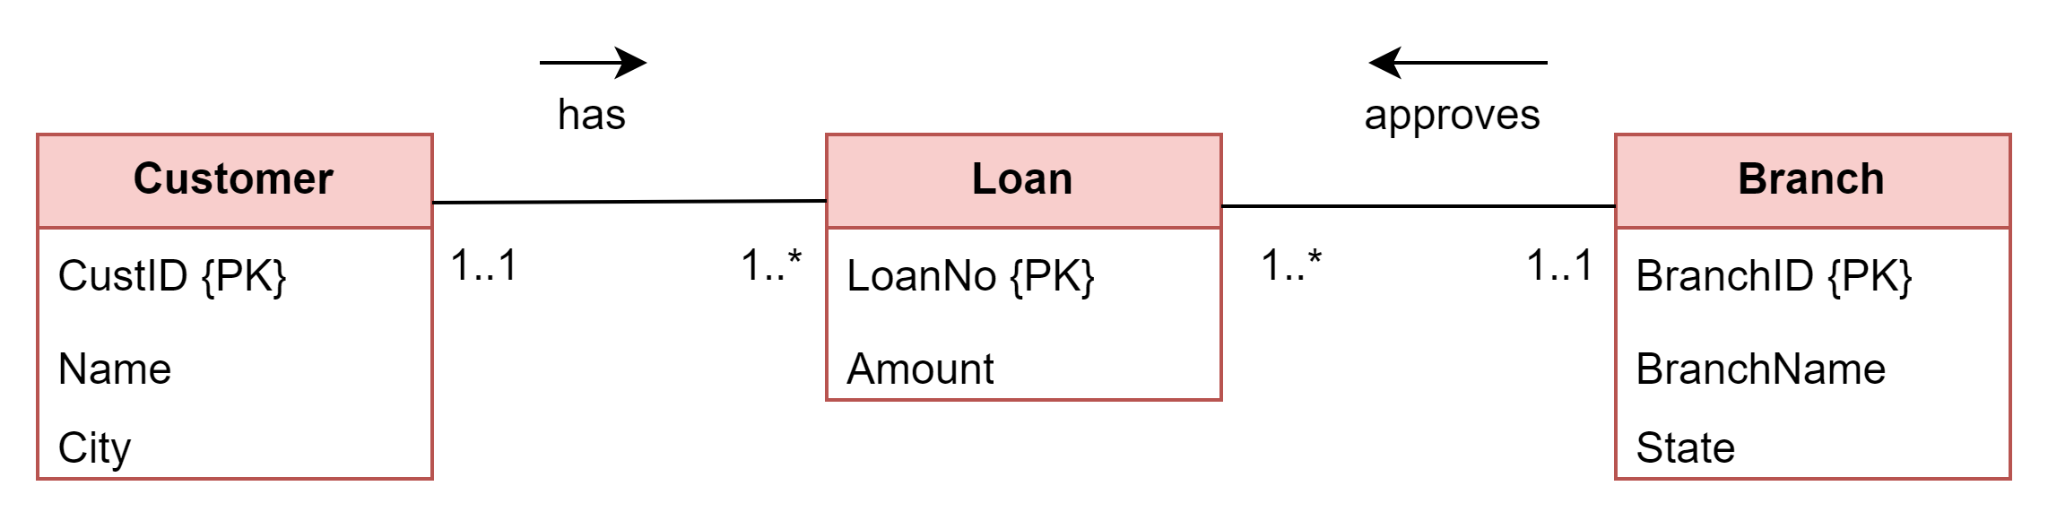 has
approves
Customer
Loan
Branch
CustID {PK}
1..1
1..*
LoanNo {PK}
1..*
1..1
BranchID {PK}
Name
Amount
BranchName
City
State